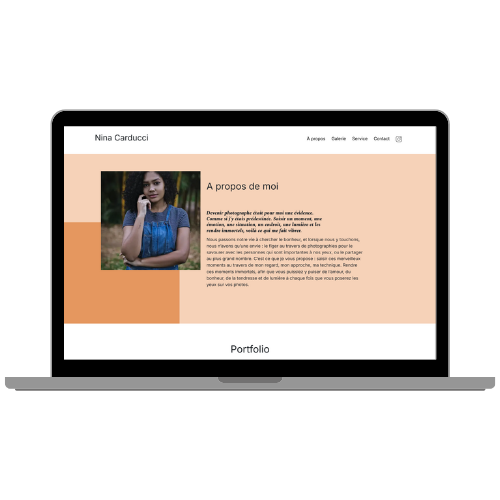 Nina Carducci
À propos Galerie Service Contact
A propos de moi
Devenir photographe était pour moi une évidence.
Comme si j'y étais prédestinée. Saisir un moment, une
émotion, une situation, un endroit, une lumière et les
rendre immortels, voilà ce qui me fait vibrer.
Nous passons notre vie à chercher le bonheur, et lorsque nous y touchons,
nous n'avons qu'une envie : le figer au travers de photographies pour le
savourer avec les personnes qui sont importantes à nos yeux, ou le partager
au plus grand nombre. C'est ce que je vous propose : saisir ces merveilleux
moments au travers de mon regard, mon approche, ma technique. Rendre
ces moments immortels, afin que vous puissiez y puiser de l'amour, du
bonheur, de la tendresse et de lumière à chaque fois que vous poserez les
yeux sur vos photos.
Portfolio